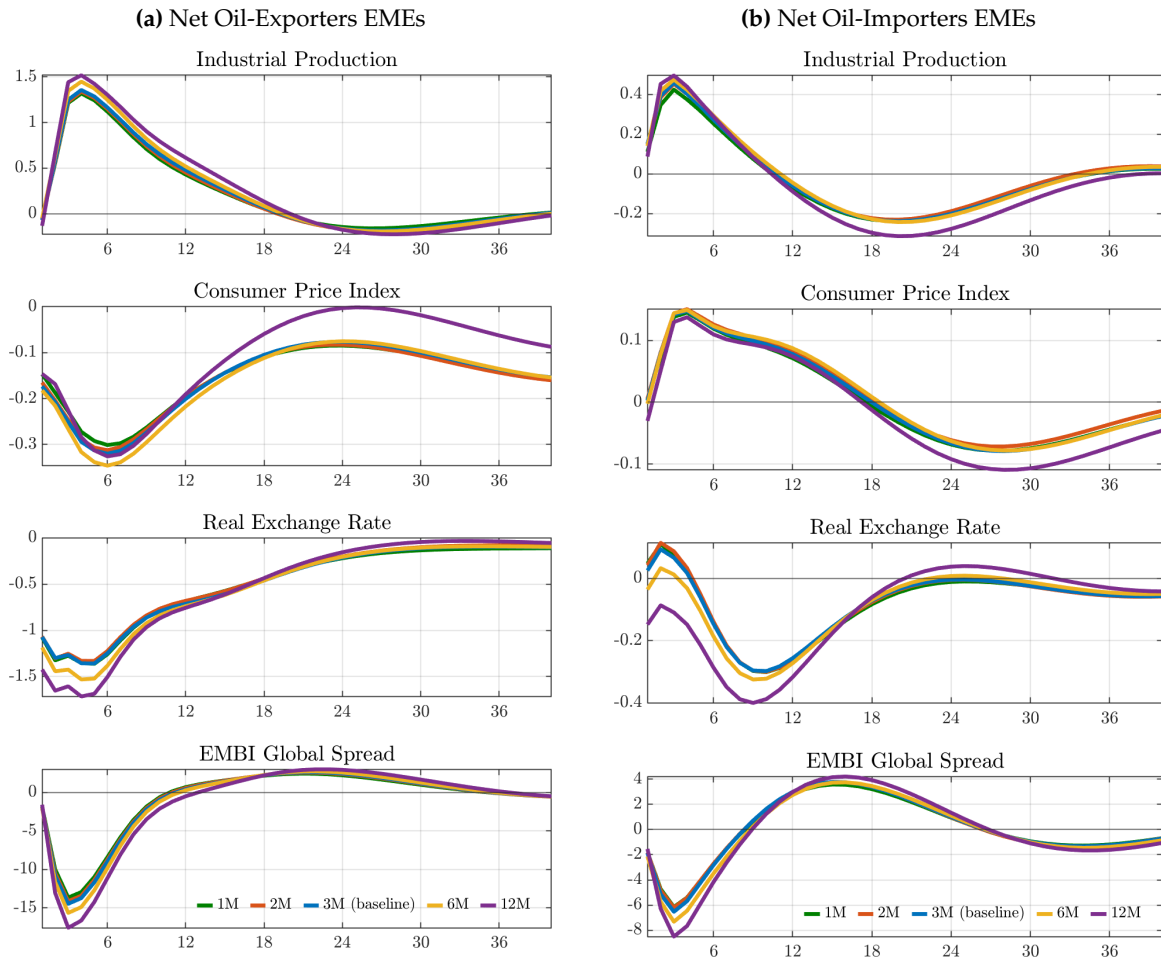 (a) Net Oil-Exporters EMEs
Industrial Production
1.5
1
0.5
0
6 12 18 24 30 36
Consumer Price Index
0
-0.1
-0.2
-0.3
6 12 18 24 30 36
Real Exchange Rate
0
-0.5
-1
-1.5
6 12 18 24 30 36
EMBI Global Spread
0
-5
-10
-15
1M 2M 3M (baseline) 6M 12M
6 12 18 24 30 36
(b) Net Oil-Importers EMEs
Industrial Production
0.4
0.2
0
-0.2
6 12 18 24 30 36
Consumer Price Index
0.1
0
-0.1
6 12 18 24 30 36
Real Exchange Rate
0
-0.2
-0.4
6 12 18 24 30 36
EMBI Global Spread
4
2
0
-2
-4
-6
-8
1M 2M 3M (baseline) 6M 12M
6 12 18 24 30 36